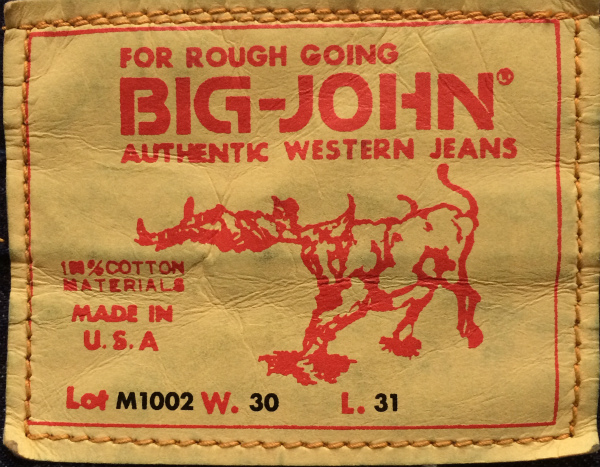 FOR ROUGH GOING
BIG-JOHN®
AUTHENTIC WESTERN JEANS
100% COTTON
MATERIALS
MADE IN
U.S.A
Lot M1002 W. 30 L. 31